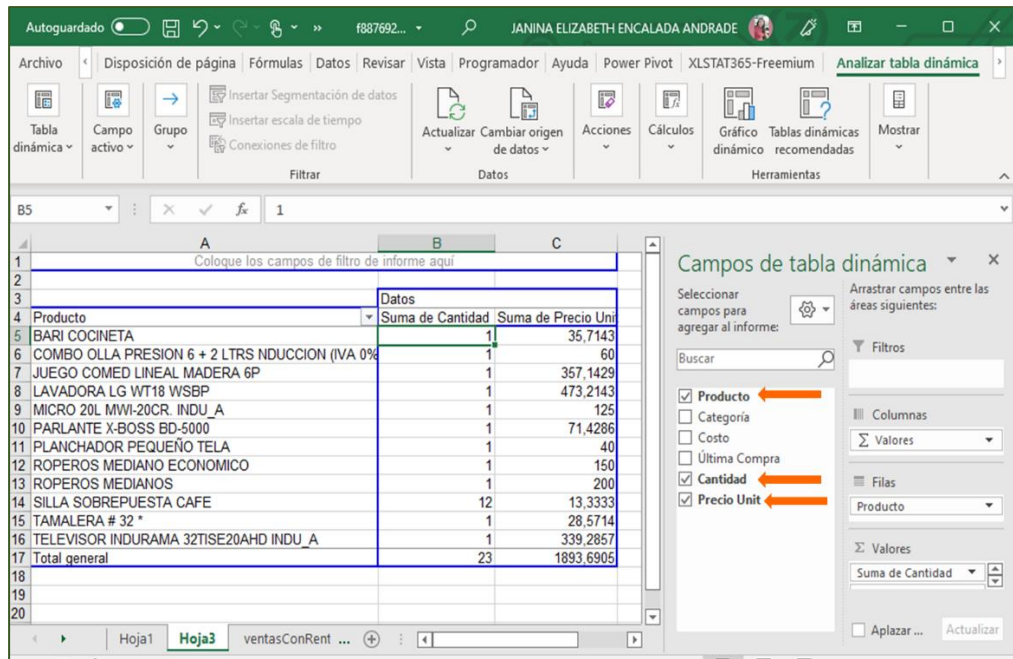 Autoguardado f887692... JANINA ELIZABETH ENCALADA ANDRADE
Archivo Disposición de página Fórmulas Datos Revisar Vista Programador Ayuda Power Pivot XLSTAT365-Freemium Analizar tabla dinámica
Tabla dinámica
Campo activo
Grupo
Insertar Segmentación de datos
Insertar escala de tiempo
Conexiones de filtro
Filtrar
Actualizar
Cambiar origen de datos
Datos
Acciones
Cálculos
Gráfico dinámico
Tablas dinámicas recomendadas
Herramientas
Mostrar
B5 fx 1
A B C
1 Coloque los campos de filtro de informe aquí
2
3 Datos
4 Producto Suma de Cantidad Suma de Precio Uni
5 BARI COCINETA 1 35,7143
6 COMBO OLLA PRESION 6 + 2 LTRS NDUCCION (IVA 0% 1 60
7 JUEGO COMED LINEAL MADERA 6P 1 357,1429
8 LAVADORA LG WT18 WSBP 1 473,2143
9 MICRO 20L MWI-20CR. INDU_A 1 125
10 PARLANTE X-BOSS BD-5000 1 71,4286
11 PLANCHADOR PEQUEÑO TELA 1 40
12 ROPEROS MEDIANO ECONOMICO 1 150
13 ROPEROS MEDIANOS 1 200
14 SILLA SOBREPUESTA CAFE 12 13,3333
15 TAMALERA # 32 * 1 28,5714
16 TELEVISOR INDURAMA 32TISE20AHD INDU_A 1 339,2857
17 Total general 23 1893,6905
18
19
20
Hoja1 Hoja3 ventasConRent ...
Campos de tabla dinámica
Seleccionar campos para agregar al informe:
Buscar
Producto
Categoría
Costo
Última Compra
Cantidad
Precio Unit
Arrastrar campos entre las áreas siguientes:
Filtros
Columnas
Σ Valores
Filas
Producto
Σ Valores
Suma de Cantidad
Aplazar ... Actualizar